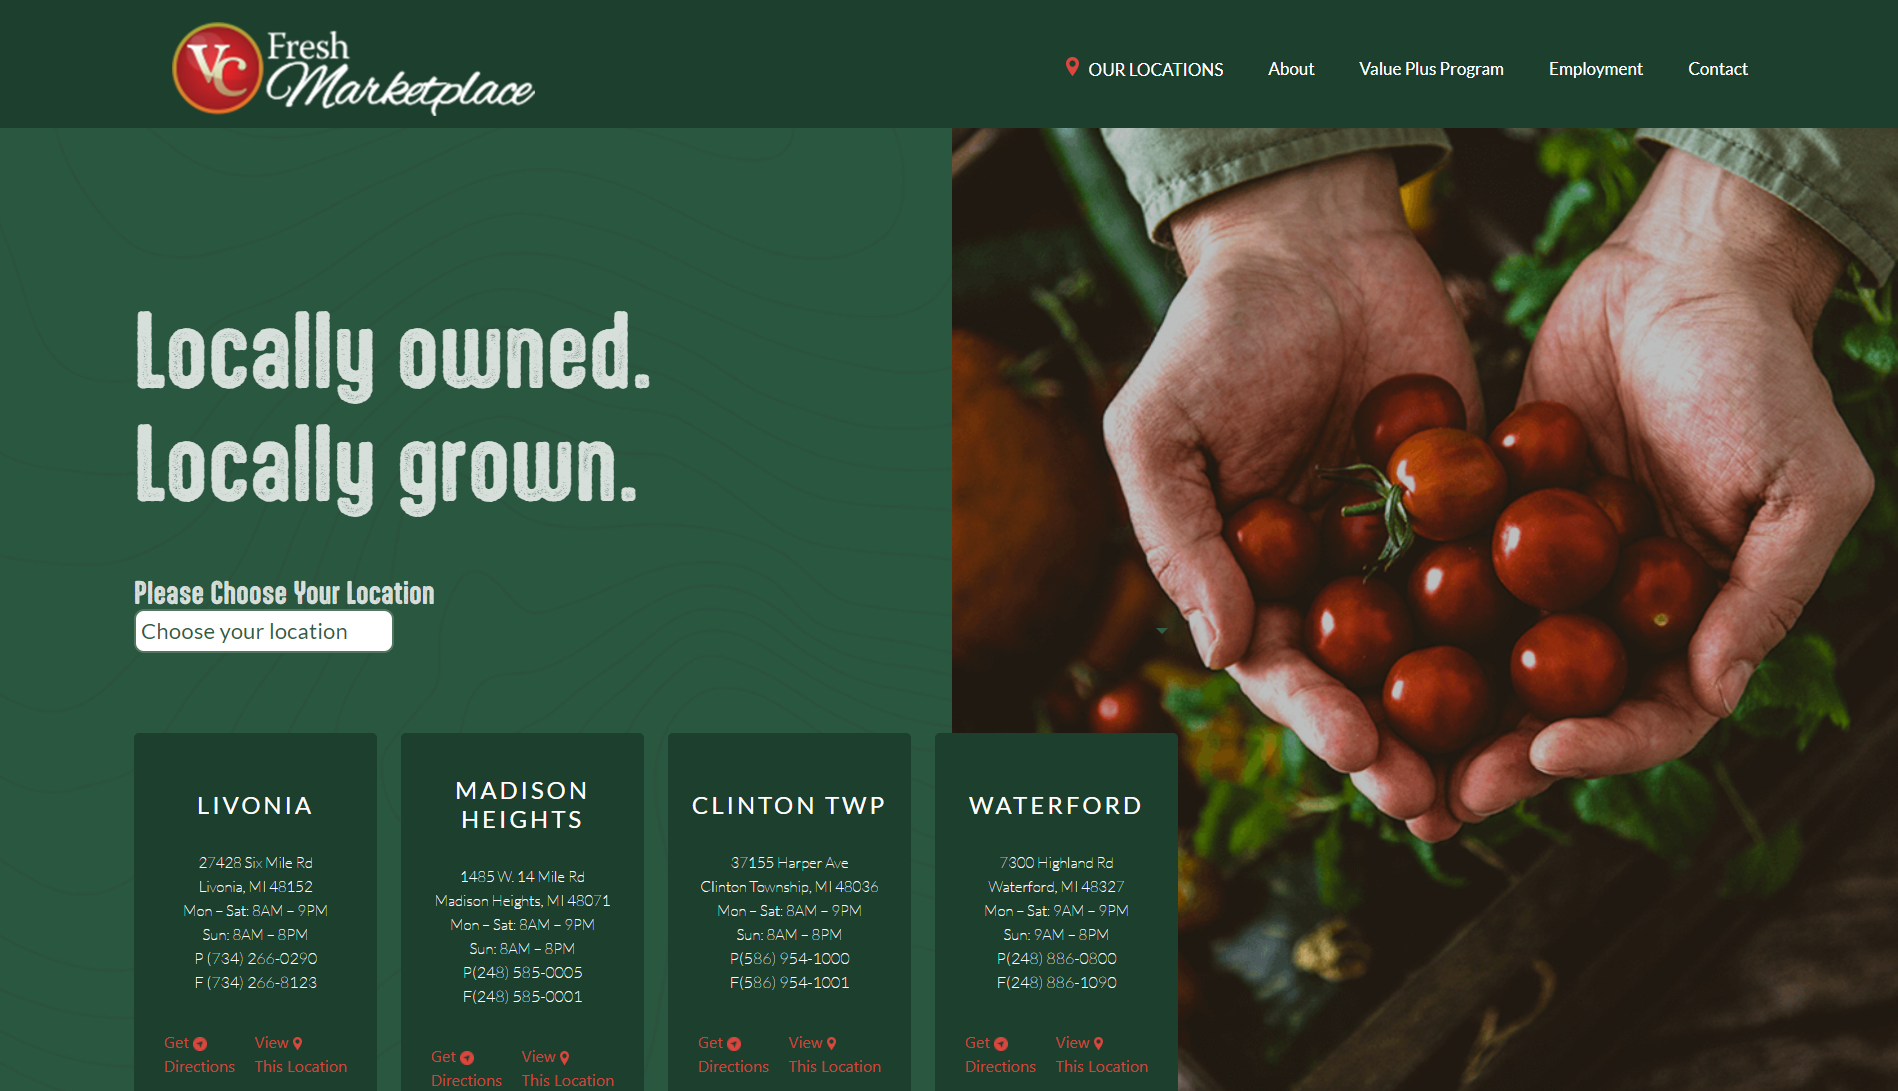 VC Fresh
Marketplace
OUR LOCATIONS
About
Value Plus Program
Employment
Contact
Locally owned.
Locally grown.
Please Choose Your Location
Choose your location
LIVONIA
27428 Six Mile Rd
Livonia, MI 48152
Mon – Sat: 8AM – 9PM
Sun: 8AM – 8PM
P (734) 266-0290
F (734) 266-8123
Get
Directions
View
This Location
MADISON
HEIGHTS
1485 W. 14 Mile Rd
Madison Heights, MI 48071
Mon – Sat: 8AM – 9PM
Sun: 8AM – 8PM
P(248) 585-0005
F(248) 585-0001
Get
Directions
View
This Location
CLINTON TWP
37155 Harper Ave
Clinton Township, MI 48036
Mon – Sat: 8AM – 9PM
Sun: 8AM – 8PM
P(586) 954-1000
F(586) 954-1001
Get
Directions
View
This Location
WATERFORD
7300 Highland Rd
Waterford, MI 48327
Mon – Sat: 9AM – 9PM
Sun: 9AM – 8PM
P(248) 886-0800
F(248) 886-1090
Get
Directions
View
This Location